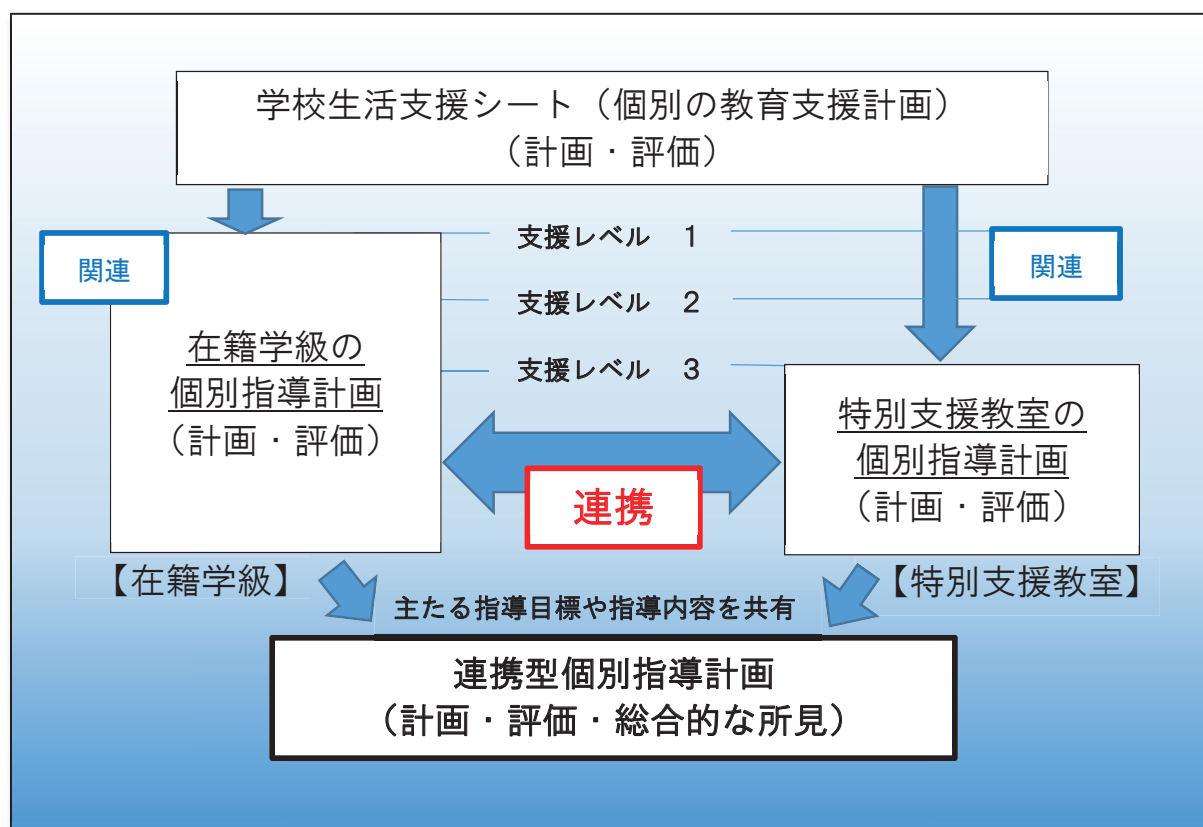 学校生活支援シート（個別の教育支援計画）
（計画・評価）
支援レベル　１
関連
関連
支援レベル　２
在籍学級の
個別指導計画
（計画・評価）
支援レベル　３
特別支援教室の
個別指導計画
（計画・評価）
連携
【在籍学級】
【特別支援教室】
主たる指導目標や指導内容を共有
連携型個別指導計画
（計画・評価・総合的な所見）